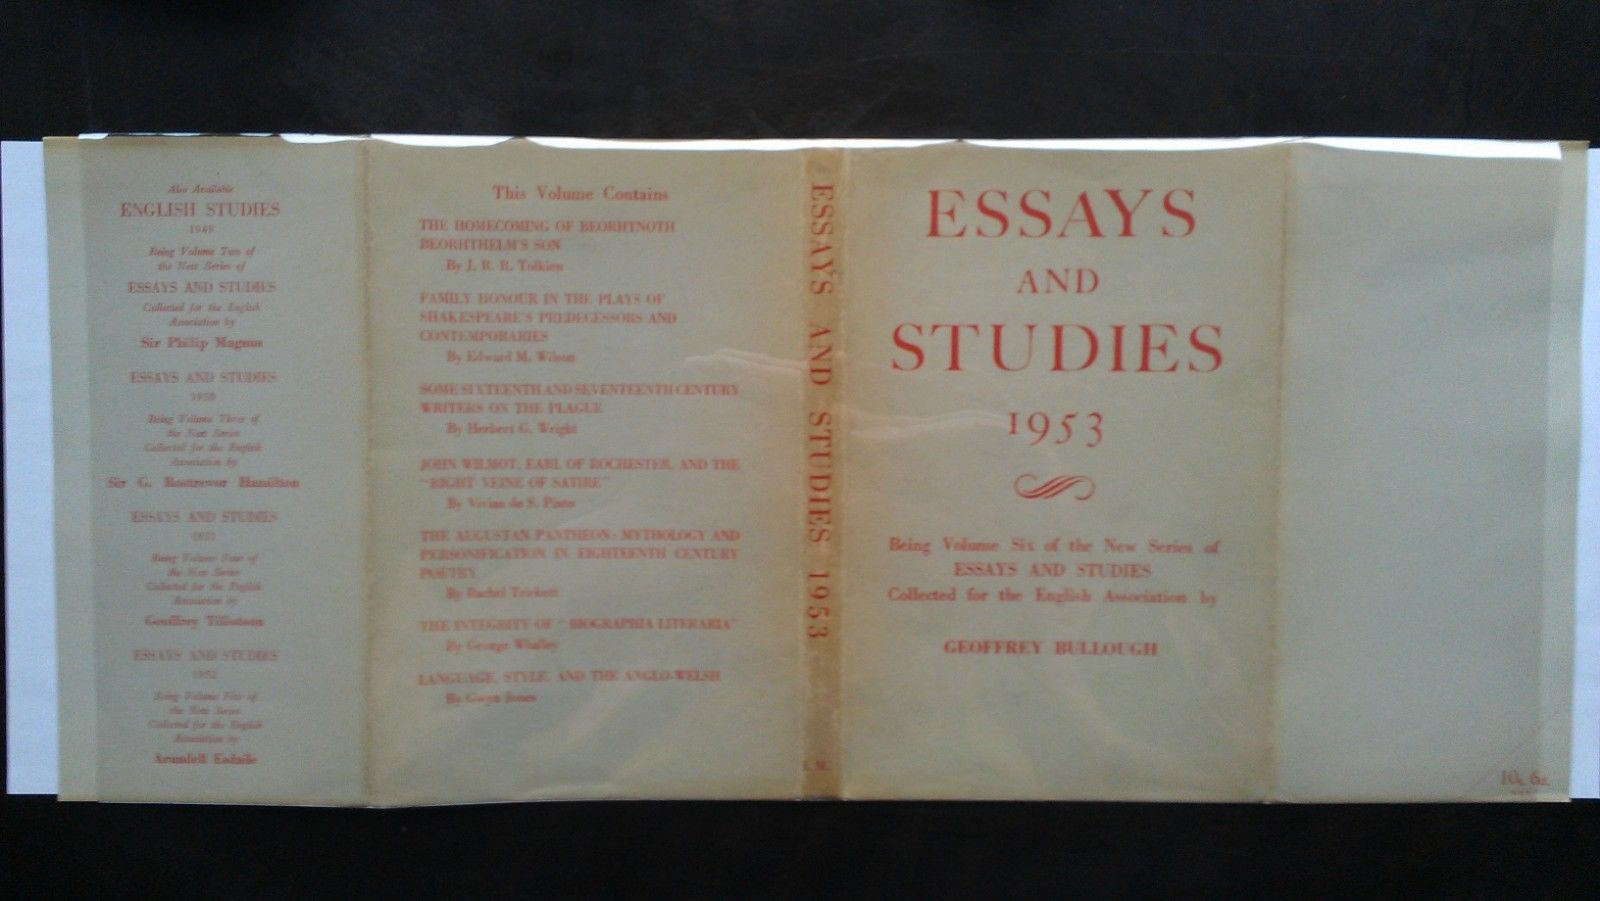 Also Available
ENGLISH STUDIES
1949
Being Volume Two of
the New Series of
ESSAYS AND STUDIES
Collected for the English
Association by
Sir Philip Magnus
ESSAYS AND STUDIES
1950
Being Volume Three of
the New Series
Collected for the English
Association by
Sir G. Rostrevor Hamilton
ESSAYS AND STUDIES
1951
Being Volume Four of
the New Series
Collected for the English
Association by
Geoffrey Tillotson
ESSAYS AND STUDIES
1952
Being Volume Five of
the New Series
Collected for the English
Association by
Arundell Esdaile
This Volume Contains
THE HOMECOMING OF BEORHTNOTH
BEORHTHELM'S SON
By J. R. R. Tolkien
FAMILY HONOUR IN THE PLAYS OF
SHAKESPEARE'S PREDECESSORS AND
CONTEMPORARIES
By Edward M. Wilson
SOME SIXTEENTH AND SEVENTEENTH CENTURY
WRITERS ON THE PLAGUE
By Herbert G. Wright
JOHN WILMOT, EARL OF ROCHESTER, AND THE
"RIGHT VEINE OF SATIRE"
By Vivian de S. Pinto
THE AUGUSTAN PANTHEON: MYTHOLOGY AND
PERSONIFICATION IN EIGHTEENTH CENTURY
POETRY
By Rachel Trickett
THE INTEGRITY OF "BIOGRAPHIA LITERARIA"
By George Whalley
LANGUAGE, STYLE, AND THE ANGLO-WELSH
By Gwyn Jones
ESSAYS AND STUDIES 1953
ESSAYS
AND
STUDIES
1953
Being Volume Six of the New Series of
ESSAYS AND STUDIES
Collected for the English Association by
GEOFFREY BULLOUGH
10s. 6d.